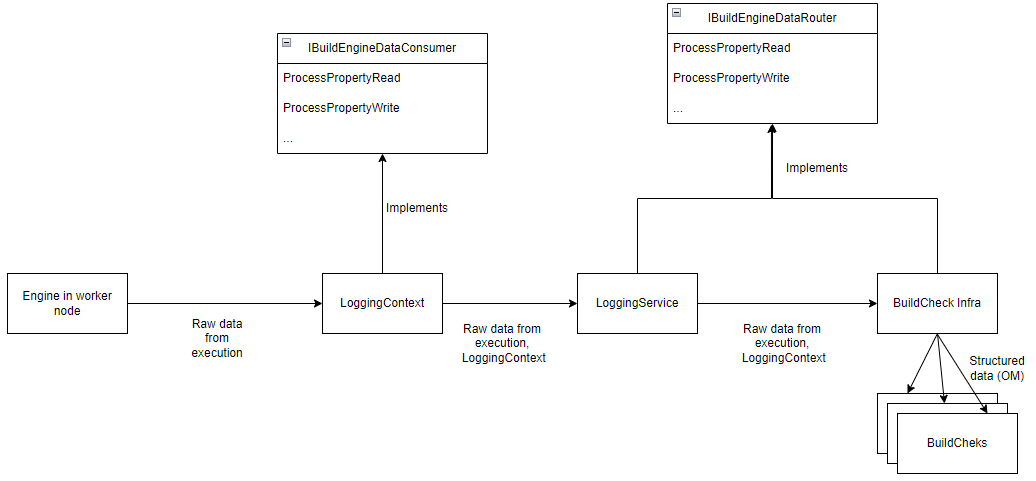 IBuildEngineDataConsumer
ProcessPropertyRead
ProcessPropertyWrite
...
IBuildEngineDataRouter
ProcessPropertyRead
ProcessPropertyWrite
...
Implements
Implements
Engine in worker
node
Raw data
from
execution
LoggingContext
Raw data from
execution,
LoggingContext
LoggingService
Raw data from
execution,
LoggingContext
BuildCheck Infra
Structured
data (OM)
BuildCheks